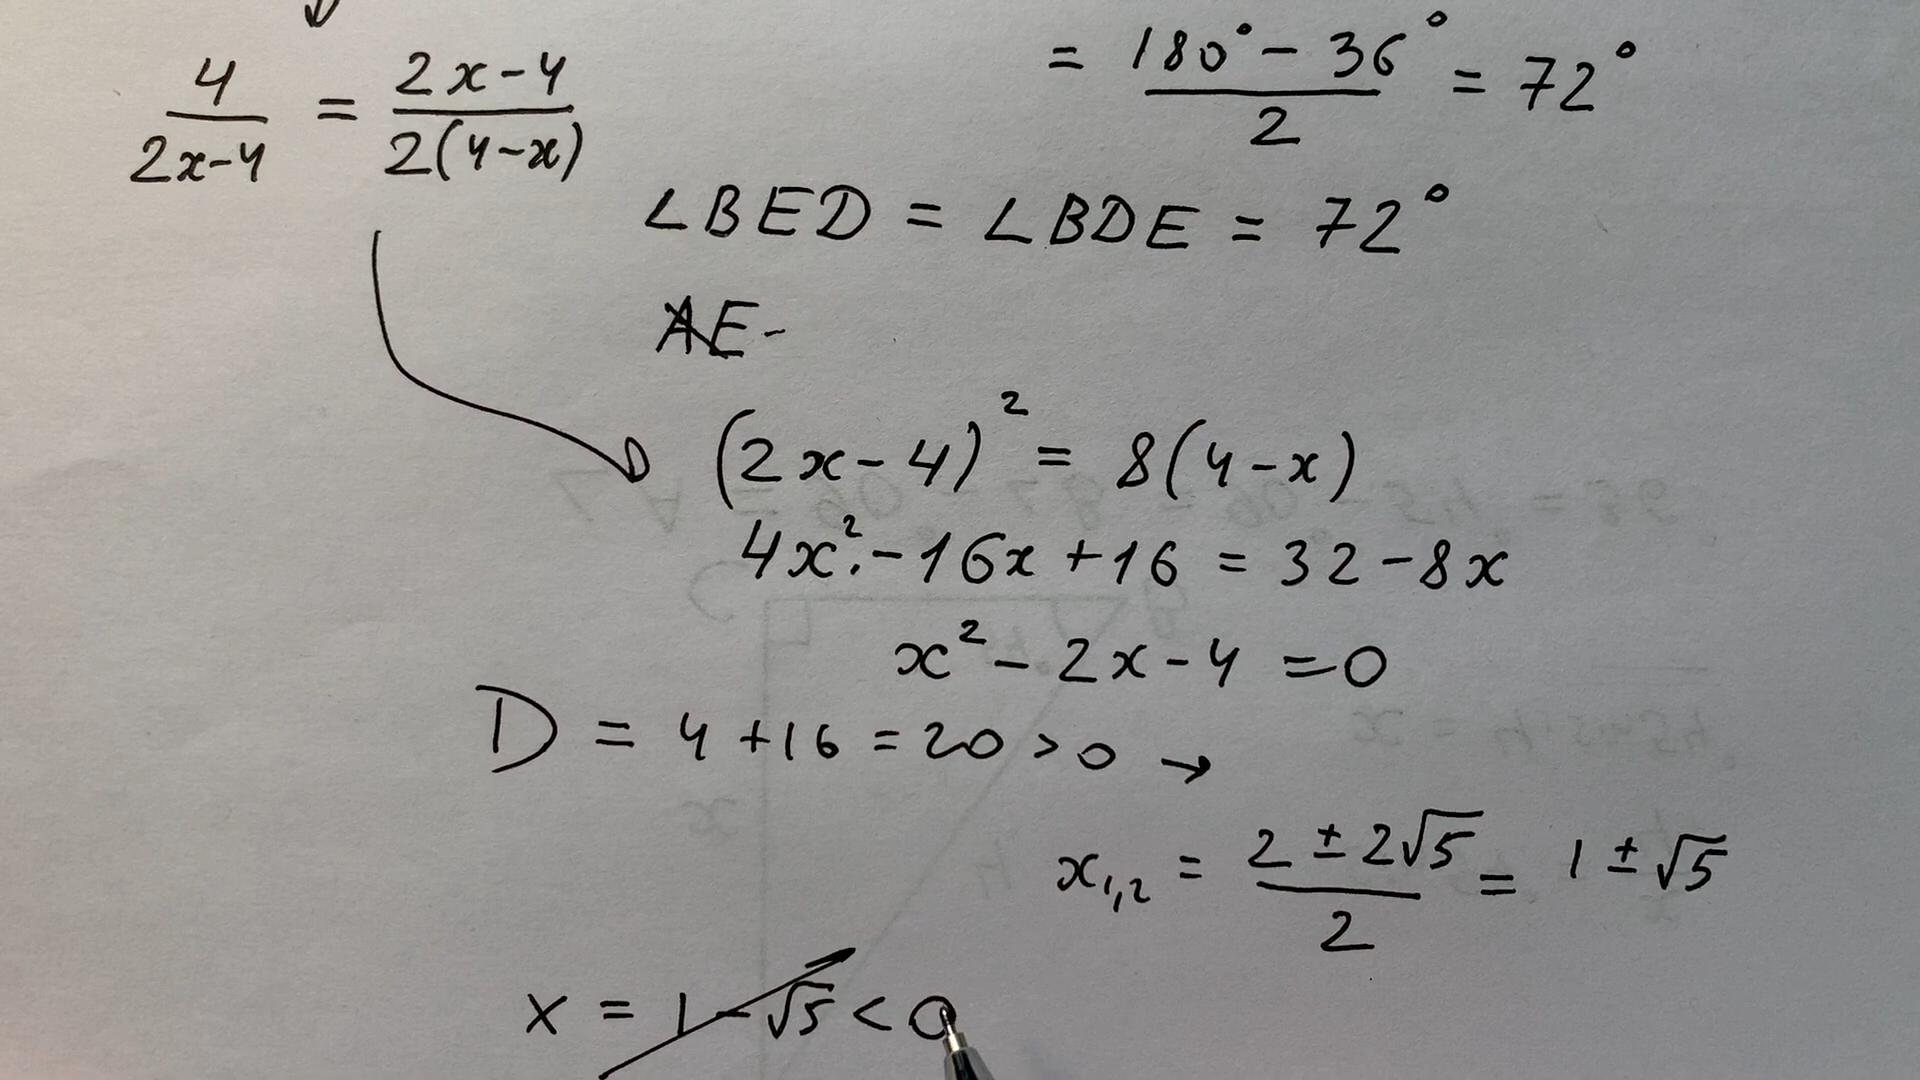 4/(2x-4) = (2x-4)/(2(4-x))
= (180° - 36°)/2 = 72°
∠BED = ∠BDE = 72°
AE-
(2x-4)² = 8(4-x)
4x².-16x+16 = 32-8x
x²-2x-4 = 0
D = 4+16 = 20 > 0 →
x₁,₂ = (2 ± 2√5)/2 = 1 ± √5
x = 1 - √5 < 0